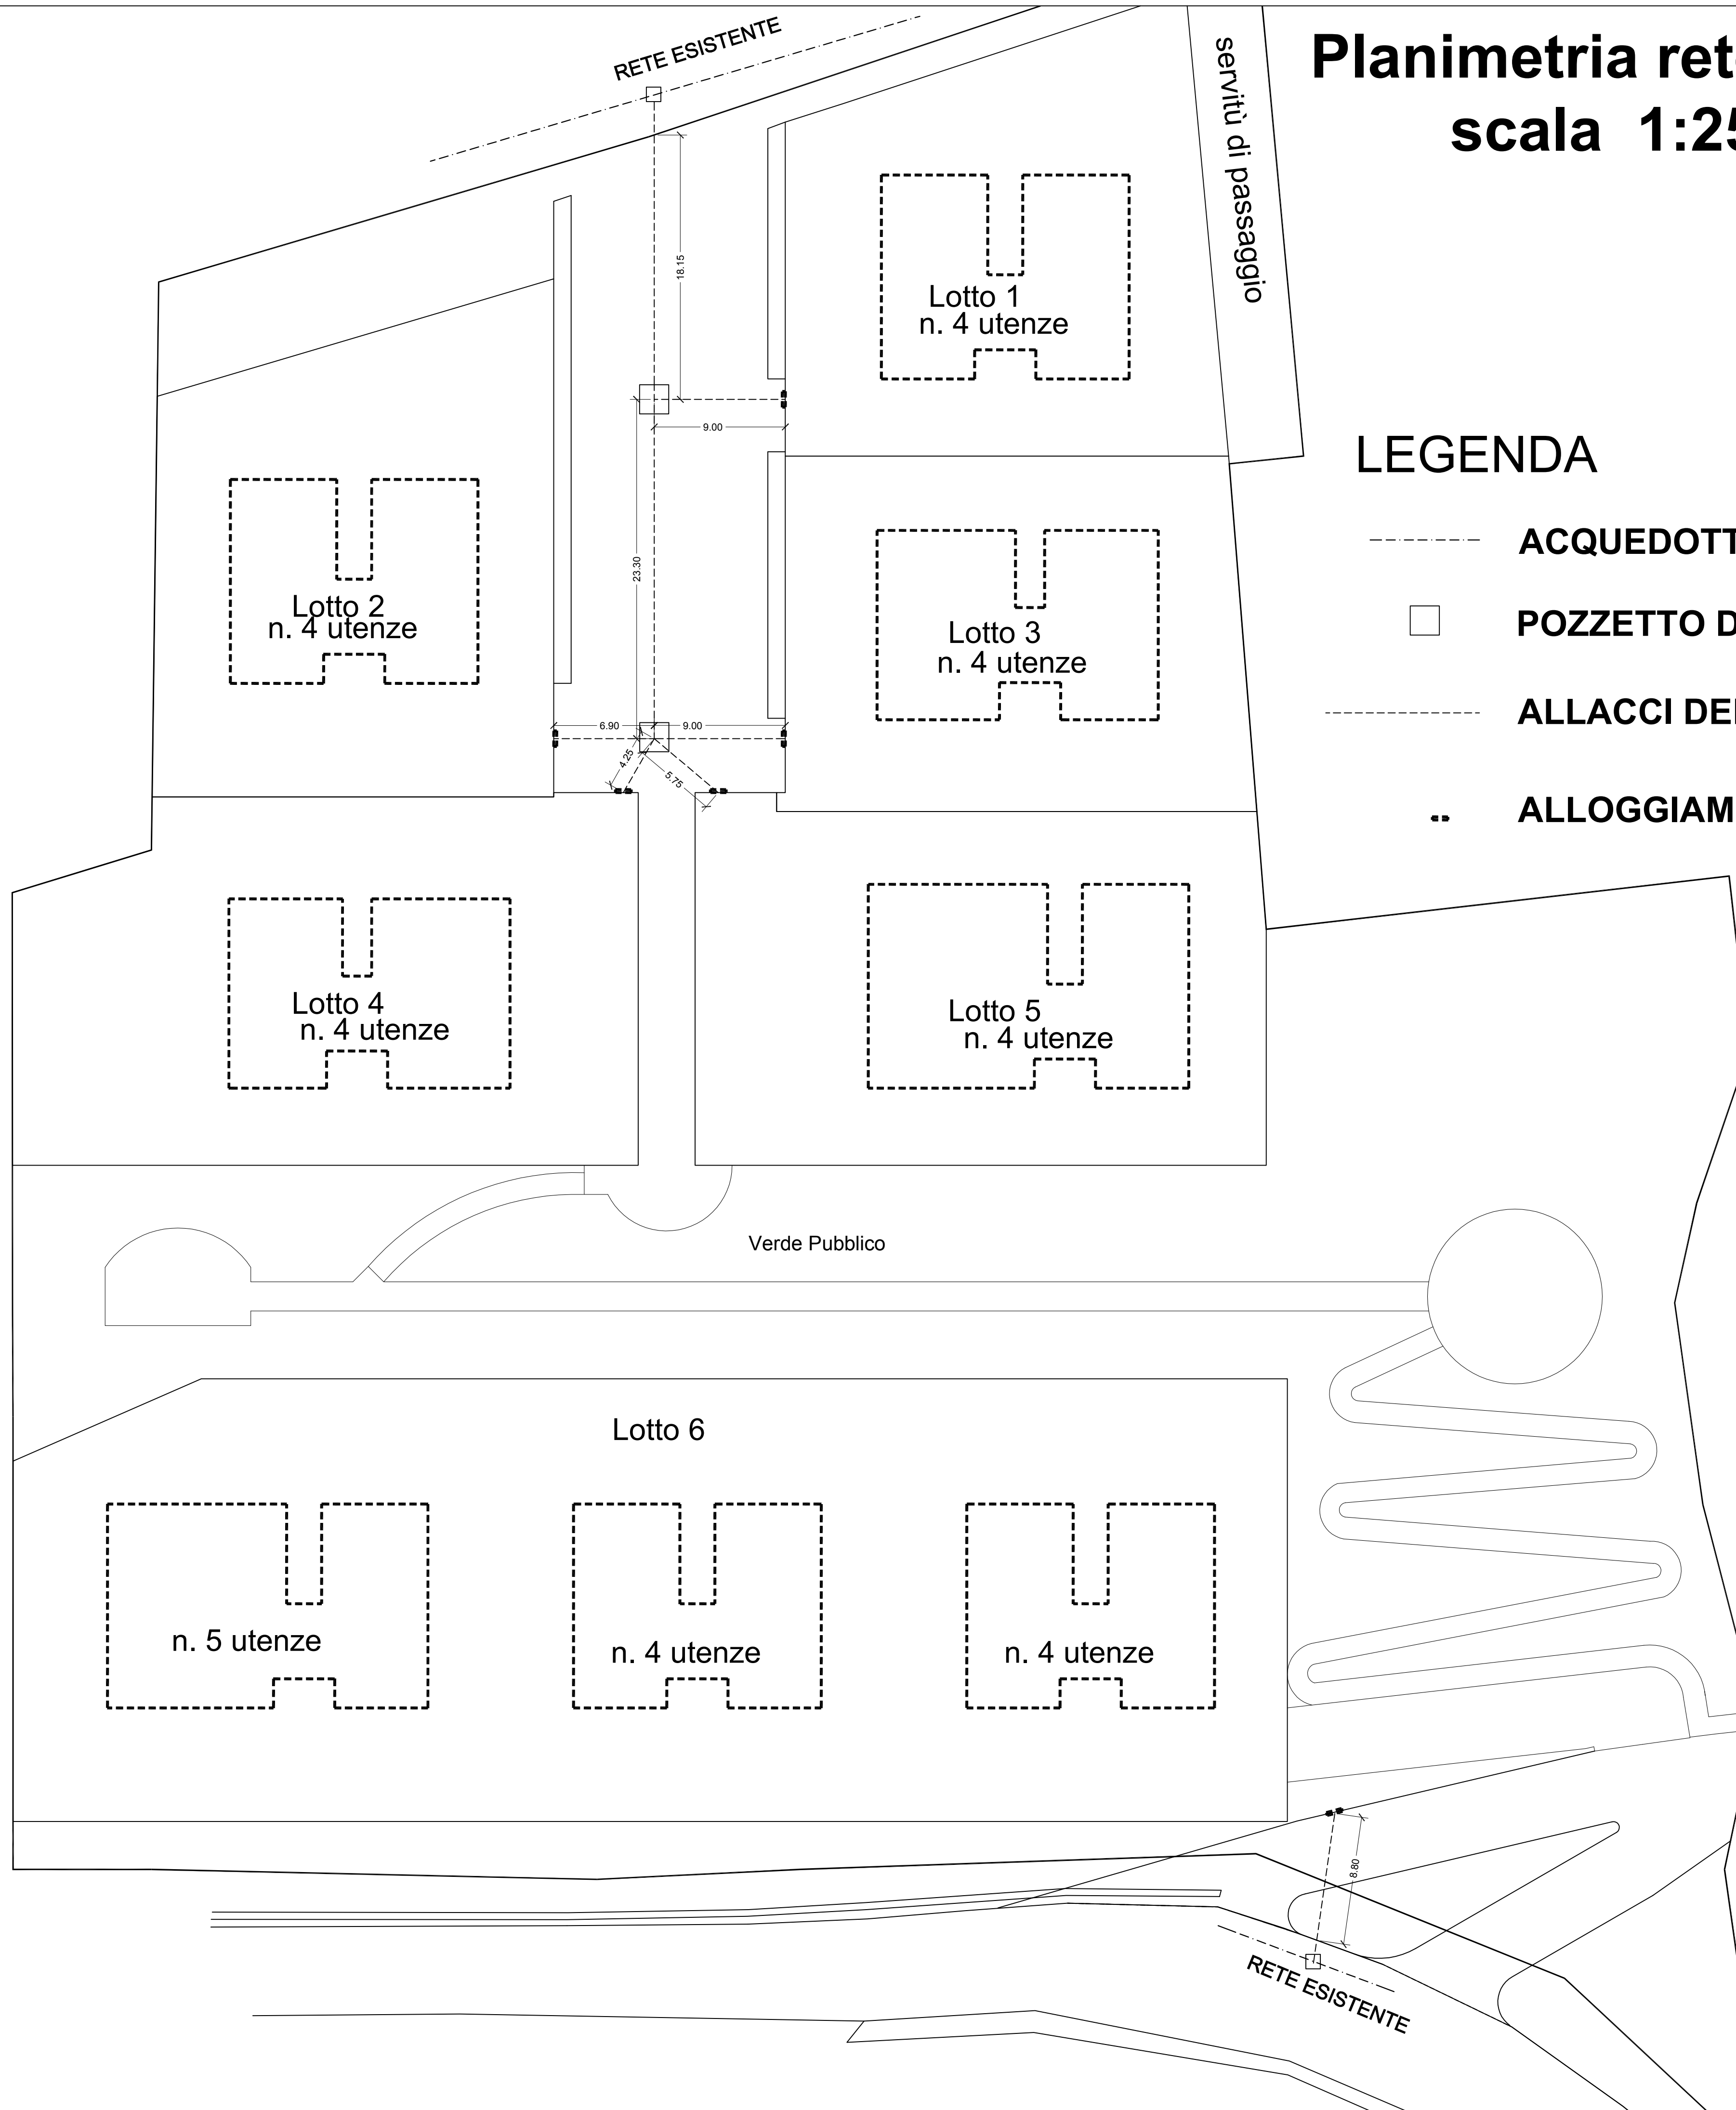 Planimetria ret
scala 1:25
RETE ESISTENTE
servitù di passaggio
18.15
Lotto 1
n. 4 utenze
9.00
LEGENDA
ACQUEDOTT
POZZETTO D
ALLACCI DE
ALLOGGIAM
23.30
Lotto 2
n. 4 utenze
Lotto 3
n. 4 utenze
6.90
9.00
4.25
5.75
Lotto 4
n. 4 utenze
Lotto 5
n. 4 utenze
Verde Pubblico
Lotto 6
n. 5 utenze
n. 4 utenze
n. 4 utenze
8.80
RETE ESISTENTE